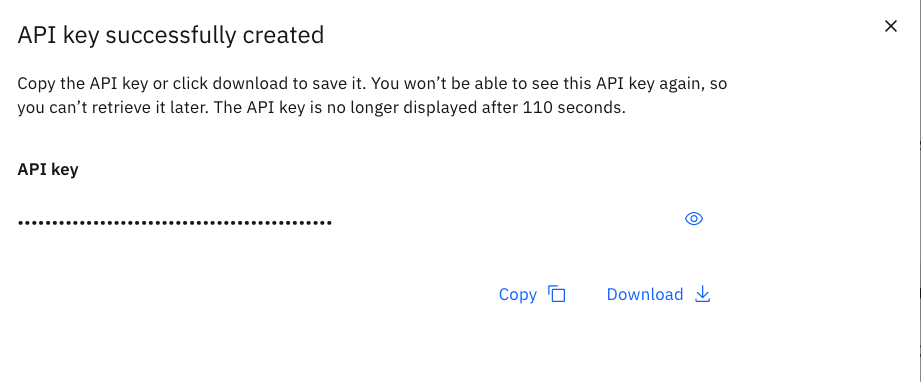 API key successfully created
Copy the API key or click download to save it. You won’t be able to see this API key again, so
you can’t retrieve it later. The API key is no longer displayed after 110 seconds.
API key
••••••••••••••••••••••••••••••••••••••••••••
Copy
Download